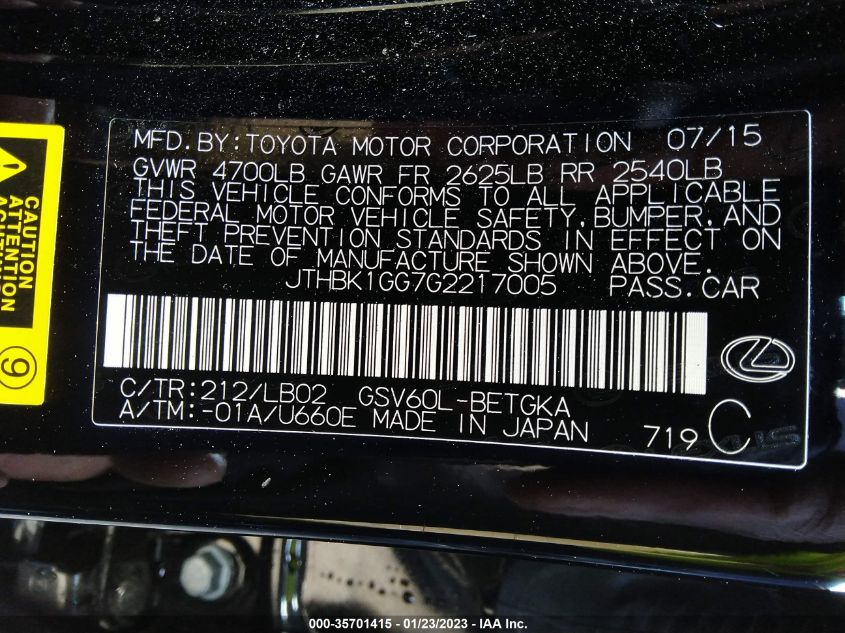 MFD. BY: TOYOTA MOTOR CORPORATION 07/15
GVWR 4700LB GAWR FR 2625LB RR 2540LB
THIS VEHICLE CONFORMS TO ALL APPLICABLE
FEDERAL MOTOR VEHICLE SAFETY, BUMPER, AND
THEFT PREVENTION STANDARDS IN EFFECT ON
THE DATE OF MANUFACTURE SHOWN ABOVE.
JTHBK1GG7G2217005 PASS. CAR
C/TR: 212/LB02 GSV60L-BETGKA
A/TM: -01A/U660E MADE IN JAPAN 719 C
CAUTION
ATTENTION
9
000-35701415 - 01/23/2023 - IAA Inc.